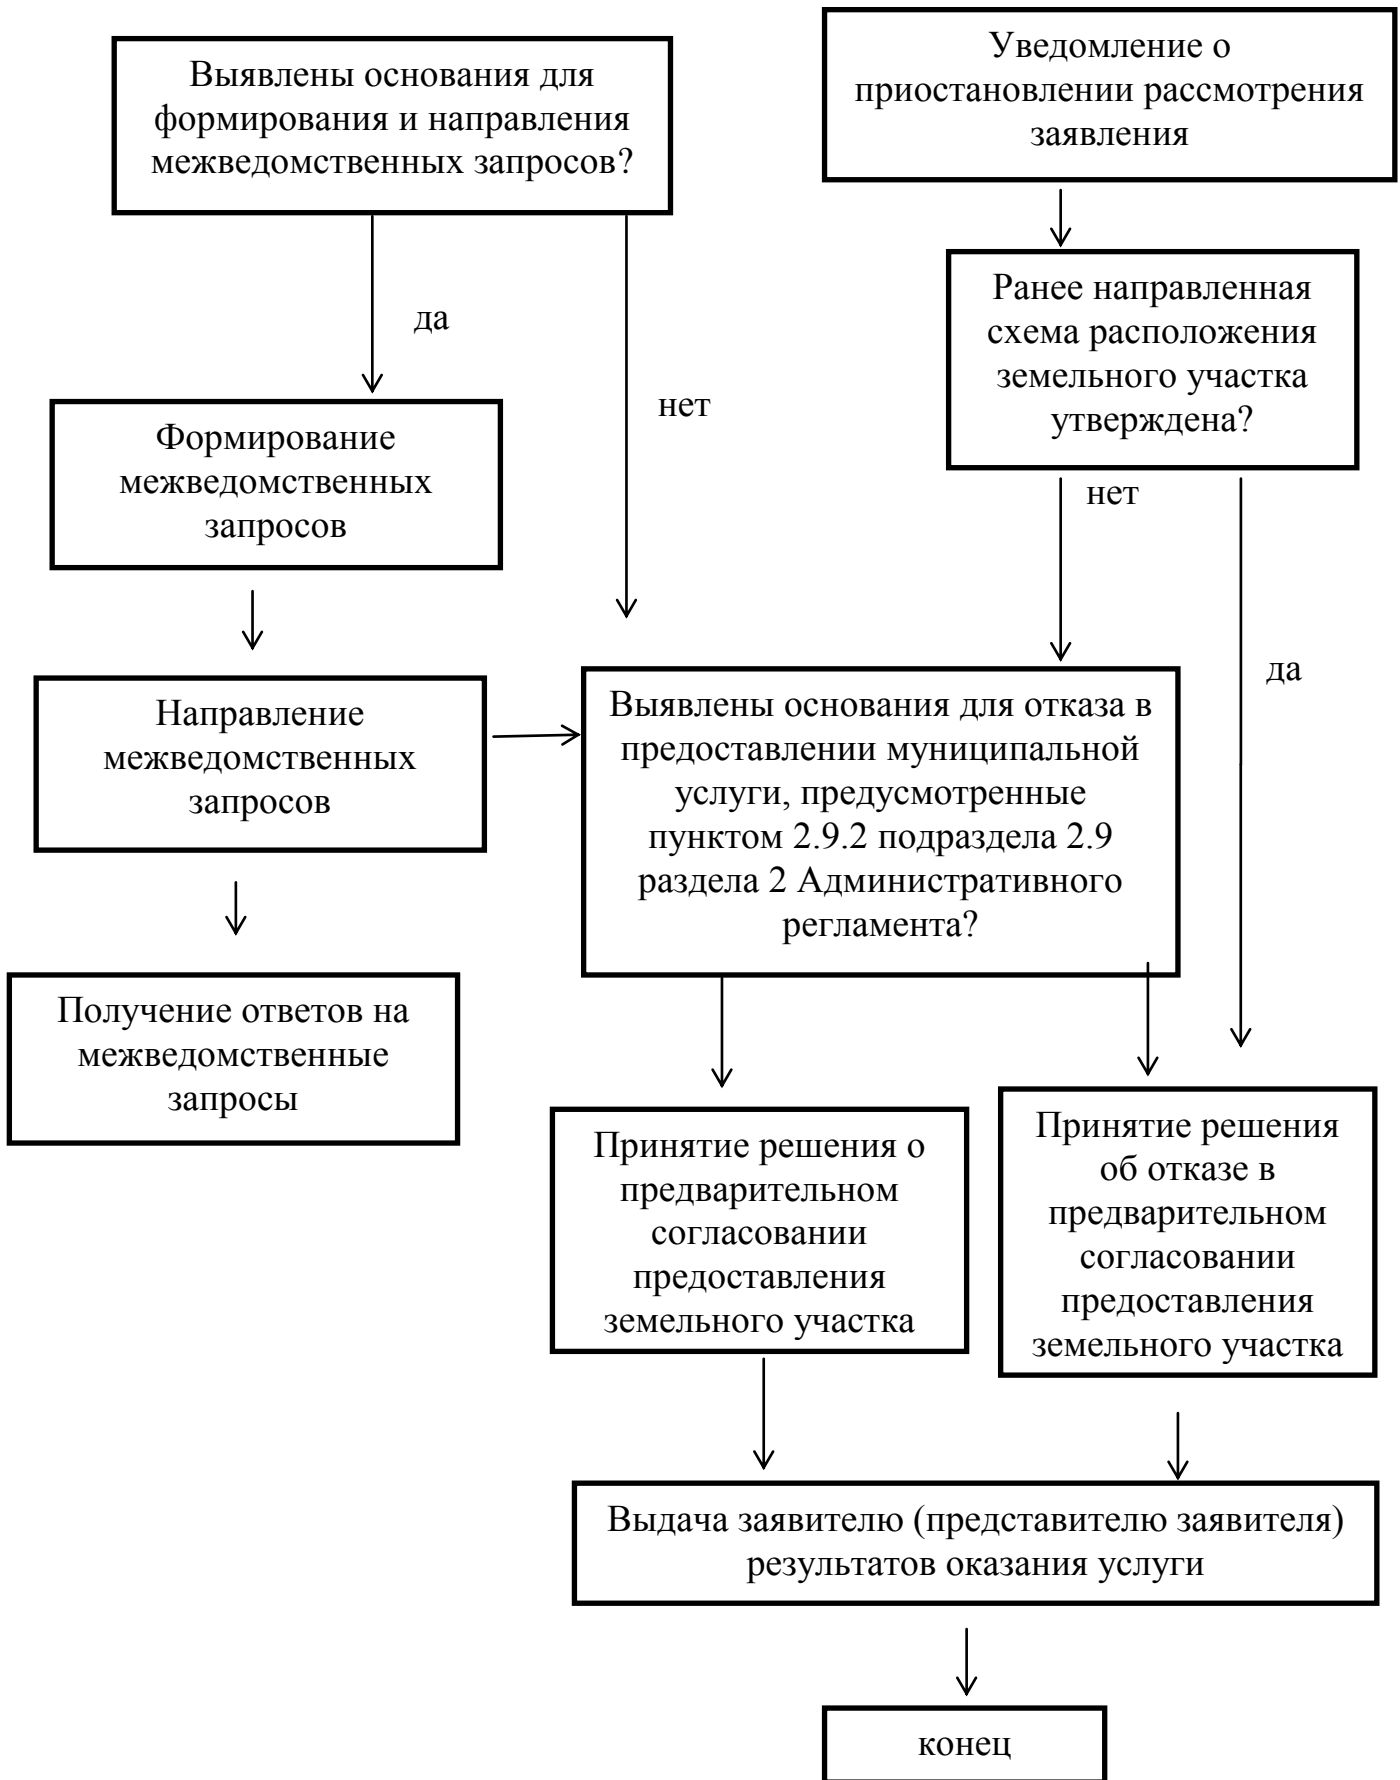 Выявлены основания для
формирования и направления
межведомственных запросов?
Уведомление о
приостановлении рассмотрения
заявления
да
нет
Ранее направленная
схема расположения
земельного участка
утверждена?
Формирование
межведомственных
запросов
нет
да
Направление
межведомственных
запросов
Выявлены основания для отказа в
предоставлении муниципальной
услуги, предусмотренные
пунктом 2.9.2 подраздела 2.9
раздела 2 Административного
регламента?
Получение ответов на
межведомственные
запросы
Принятие решения о
предварительном
согласовании
предоставления
земельного участка
Принятие решения
об отказе в
предварительном
согласовании
предоставления
земельного участка
Выдача заявителю (представителю заявителя)
результатов оказания услуги
конец